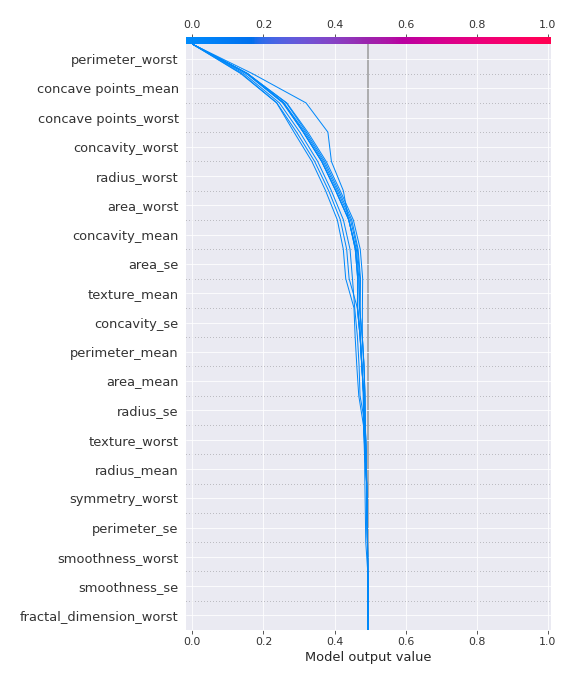 0.0 0.2 0.4 0.6 0.8 1.0
perimeter_worst
concave points_mean
concave points_worst
concavity_worst
radius_worst
area_worst
concavity_mean
area_se
texture_mean
concavity_se
perimeter_mean
area_mean
radius_se
texture_worst
radius_mean
symmetry_worst
perimeter_se
smoothness_worst
smoothness_se
fractal_dimension_worst
0.0 0.2 0.4 0.6 0.8 1.0
Model output value